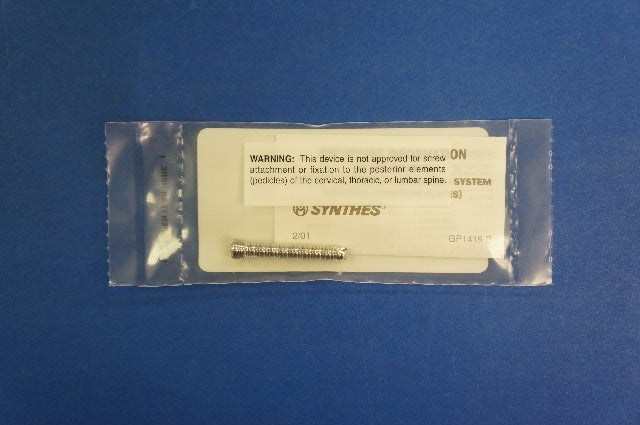 WARNING: This device is not approved for screw
attachment or fixation to the posterior elements
(pedicles) of the cervical, thoracic, or lumbar spine.
ON
SYSTEM
S)
SYNTHES®
2/01
GP1419